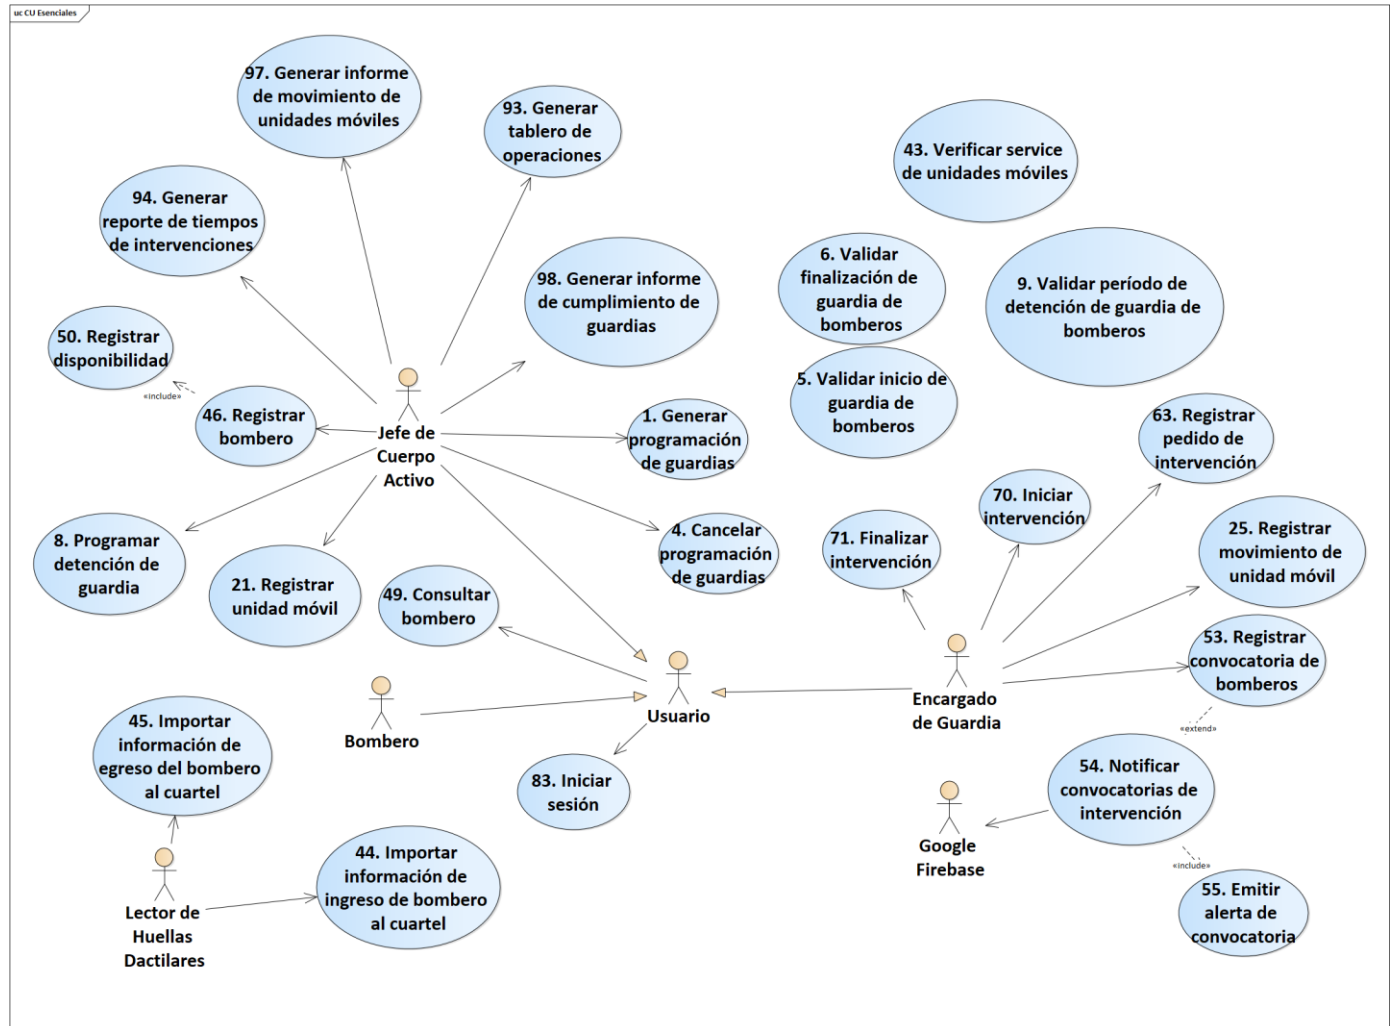 uc CU Esenciales
97. Generar informe
de movimiento de
unidades móviles
93. Generar
tablero de
operaciones
43. Verificar service
de unidades móviles
94. Generar
reporte de tiempos
de intervenciones
98. Generar informe
de cumplimiento de
guardias
6. Validar
finalización de
guardia de
bomberos
9. Validar período de
detención de guardia de
bomberos
50. Registrar
disponibilidad
«include»
46. Registrar
bombero
Jefe de
Cuerpo
Activo
1. Generar
programación
de guardias
5. Validar inicio de
guardia de
bomberos
63. Registrar
pedido de
intervención
70. Iniciar
intervención
8. Programar
detención de
guardia
21. Registrar
unidad móvil
49. Consultar
bombero
4. Cancelar
programación
de guardias
71. Finalizar
intervención
25. Registrar
movimiento de
unidad móvil
53. Registrar
convocatoria de
bomberos
Bombero
Usuario
Encargado
de Guardia
«extend»
45. Importar
información de
egreso del bombero
al cuartel
83. Iniciar
sesión
54. Notificar
convocatorias de
intervención
Google
Firebase
«include»
44. Importar
información de
ingreso de bombero
al cuartel
Lector de
Huellas
Dactilares
55. Emitir
alerta de
convocatoria